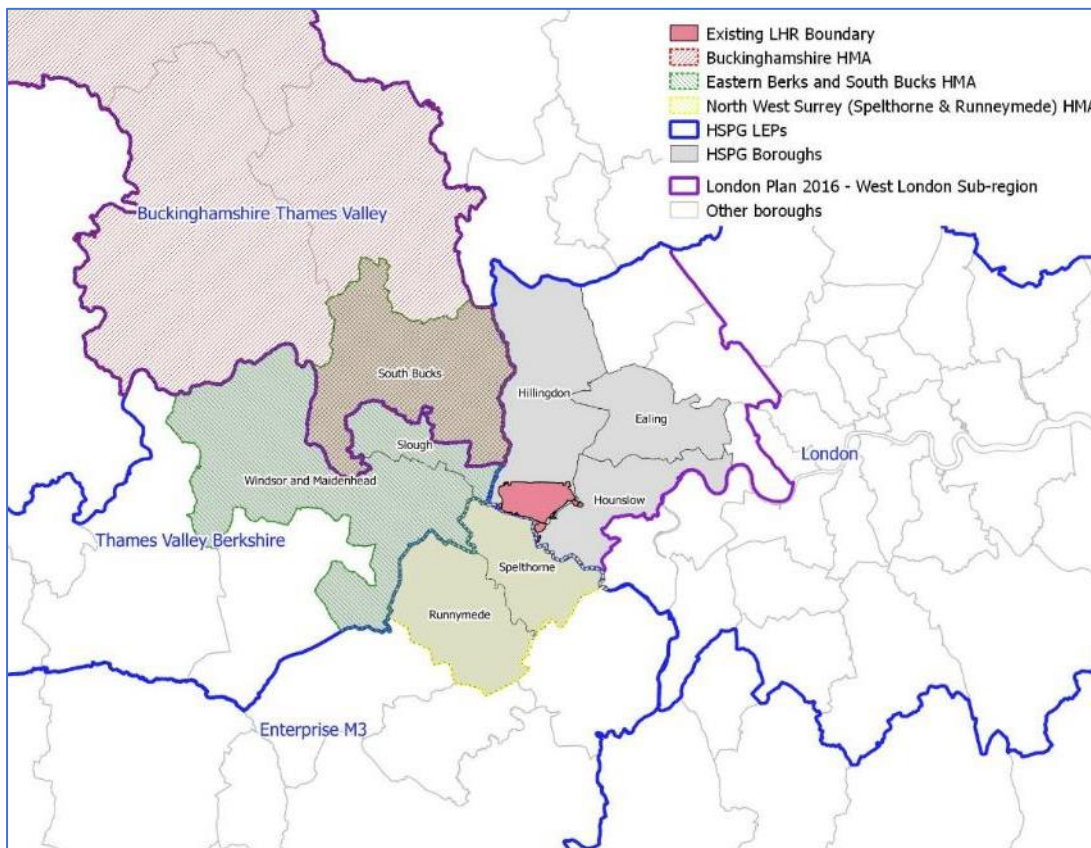 Existing LHR Boundary
Buckinghamshire HMA
Eastern Berks and South Bucks HMA
North West Surrey (Spelthorne & Runneymede) HMA
HSPG LEPs
HSPG Boroughs
London Plan 2016 - West London Sub-region
Other boroughs
Buckinghamshire Thames Valley
South Bucks
Hillingdon
Ealing
Slough
London
Windsor and Maidenhead
Hounslow
Thames Valley Berkshire
Spelthorne
Runnymede
Enterprise M3